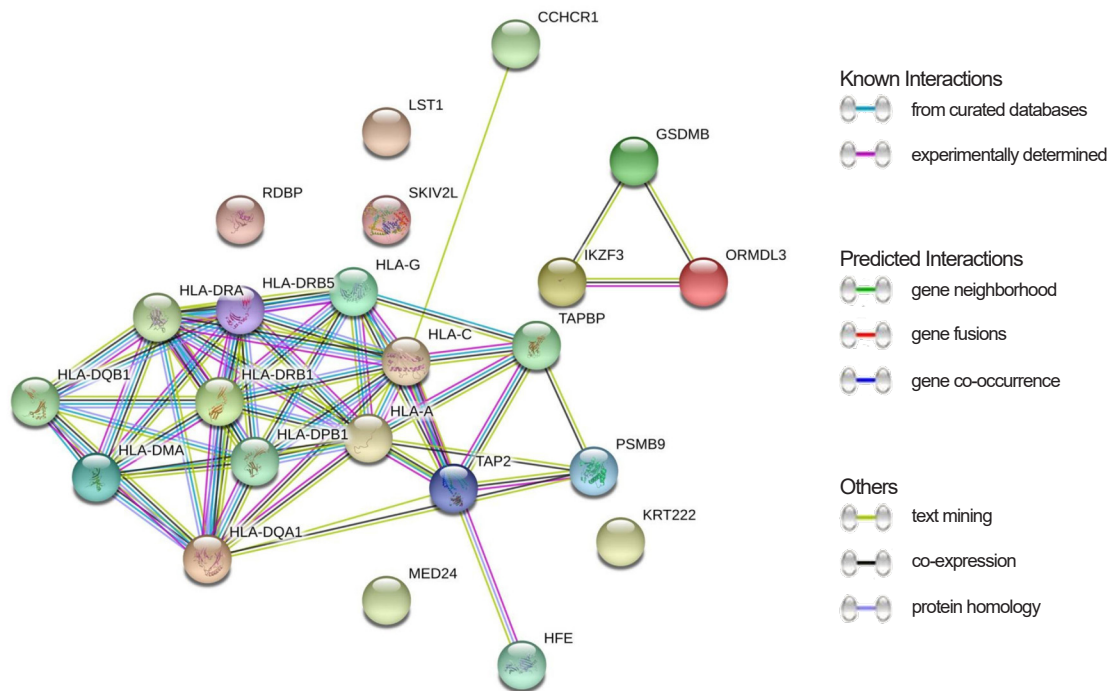 CCHCR1
LST1
GSDMB
RDBP
SKIV2L
IKZF3
ORMDL3
HLA-G
HLA-DRA
HLA-DRB5
TAPBP
HLA-C
HLA-DQB1
HLA-DRB1
HLA-A
HLA-DPB1
HLA-DMA
TAP2
PSMB9
KRT222
HLA-DQA1
MED24
HFE
Known Interactions
from curated databases
experimentally determined
Predicted Interactions
gene neighborhood
gene fusions
gene co-occurrence
Others
text mining
co-expression
protein homology